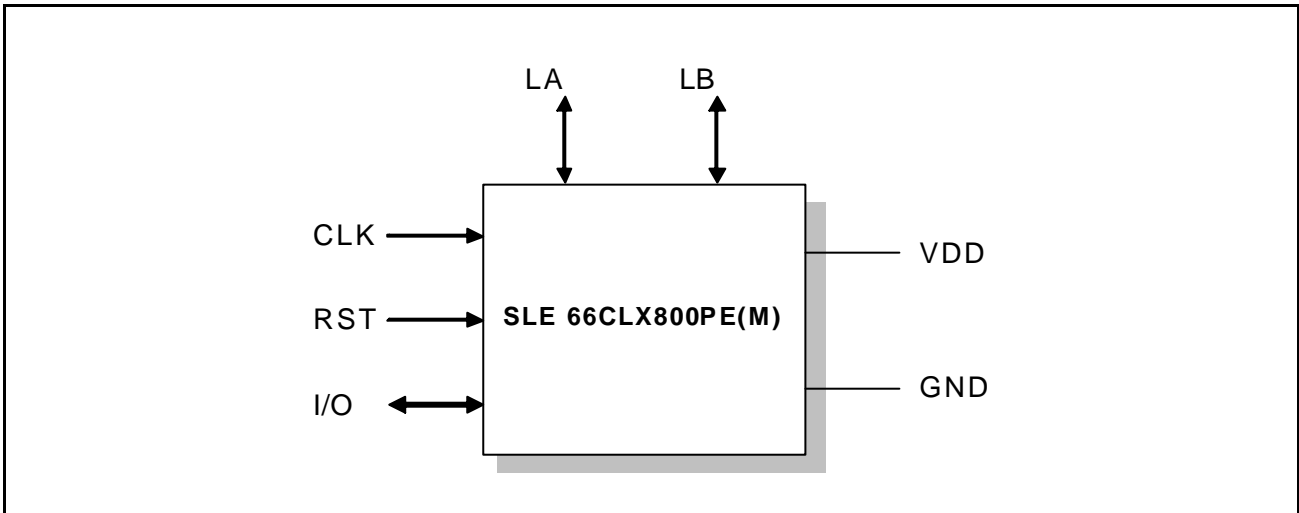 LA
LB
CLK
VDD
RST
SLE 66CLX800PE(M)
GND
I/O